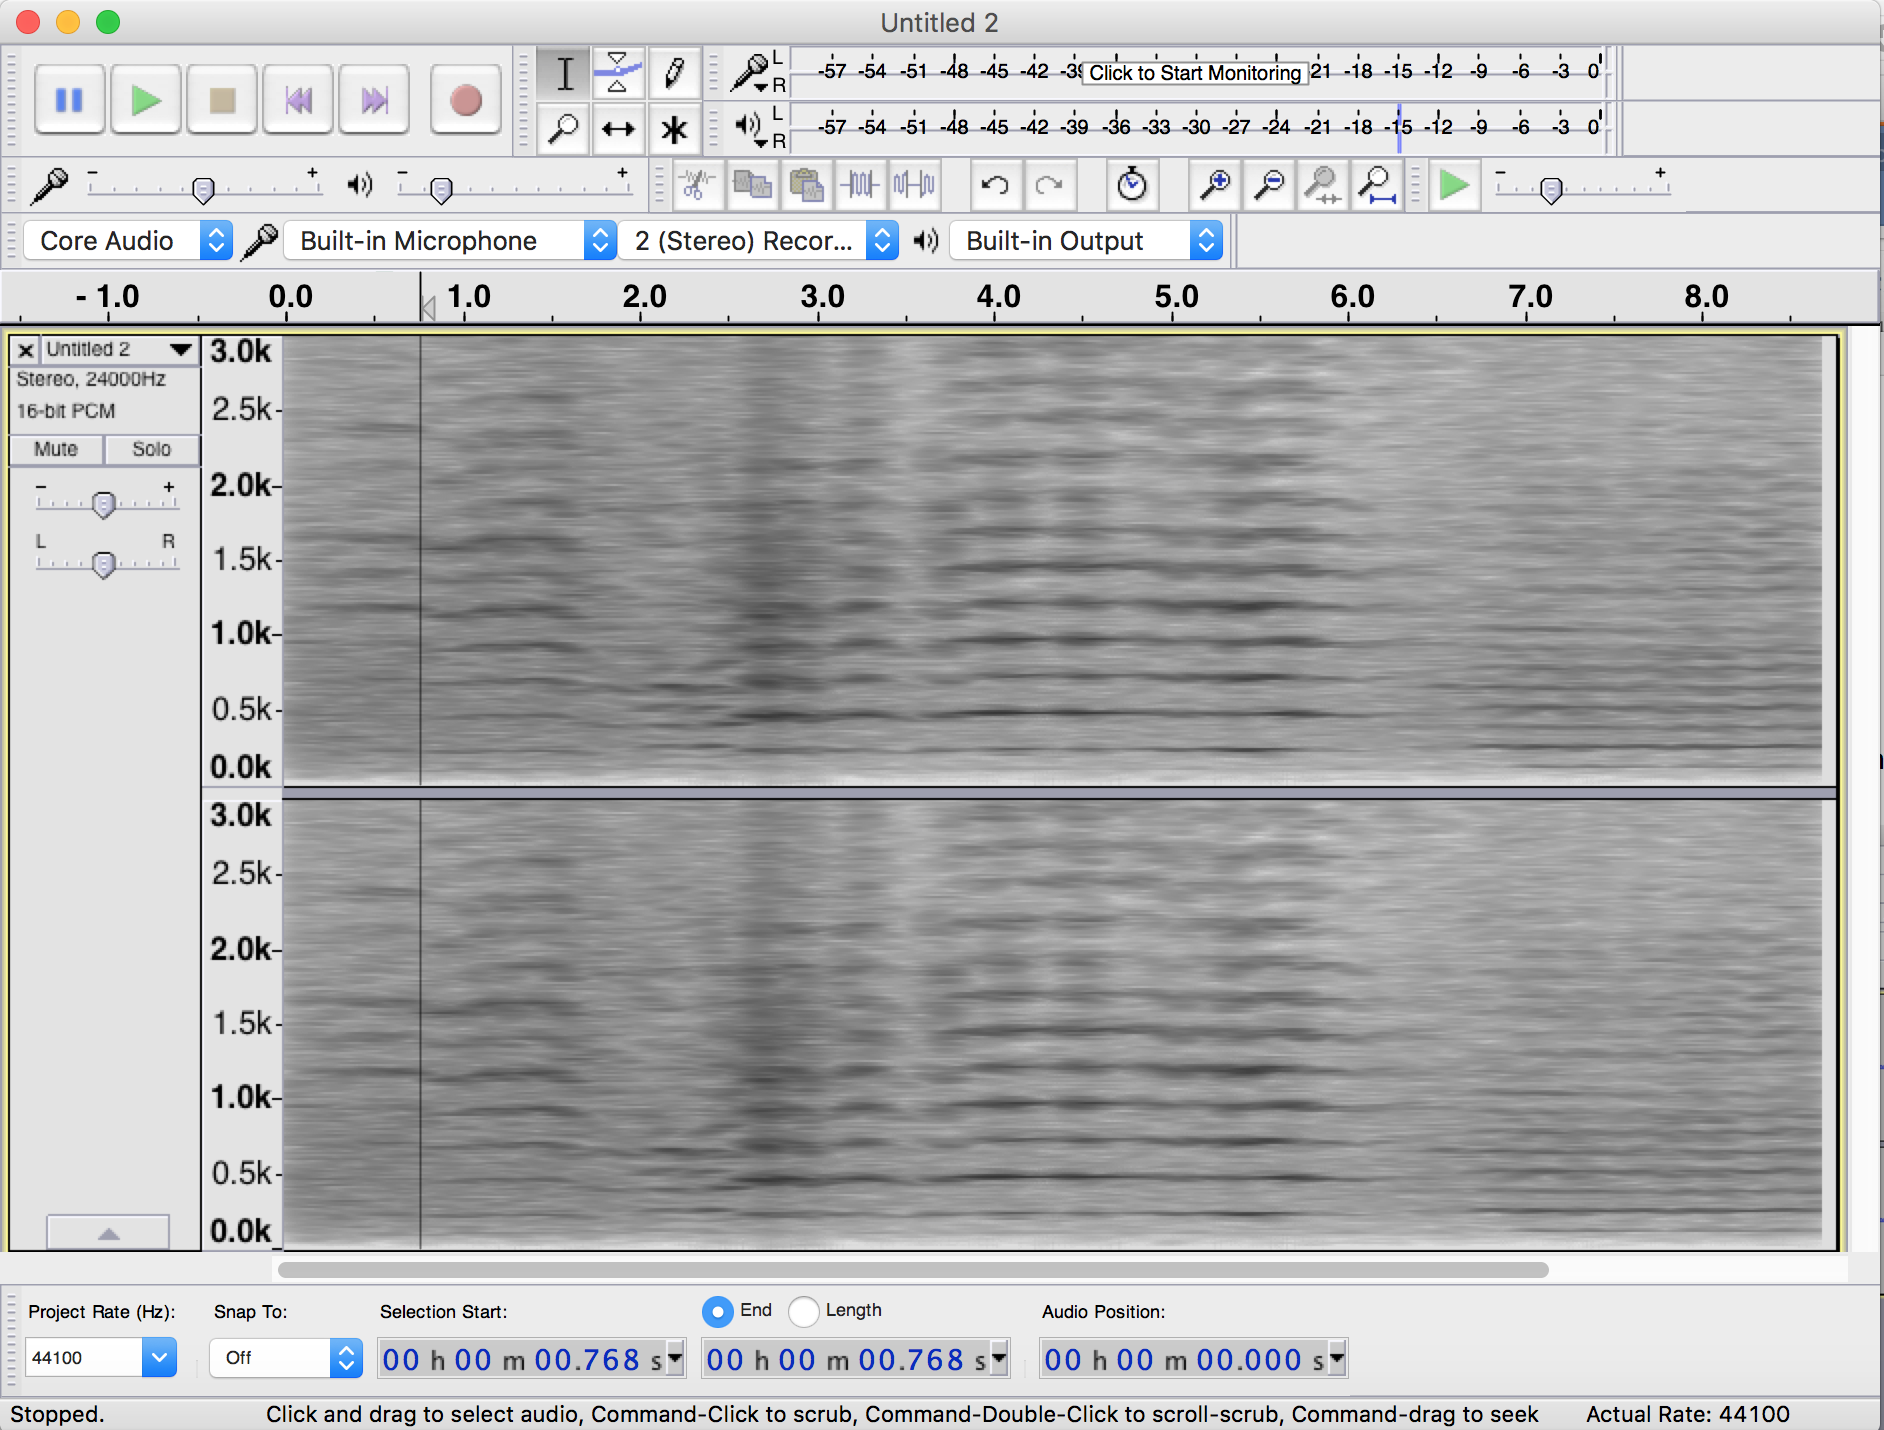 Untitled 2
L
R
-57 -54 -51 -48 -45 -42 -39 Click to Start Monitoring 21 -18 -15 -12 -9 -6 -3 0
L
R
-57 -54 -51 -48 -45 -42 -39 -36 -33 -30 -27 -24 -21 -18 -15 -12 -9 -6 -3 0
- + - + - +
Core Audio Built-in Microphone 2 (Stereo) Recor... Built-in Output
- 1.0 0.0 1.0 2.0 3.0 4.0 5.0 6.0 7.0 8.0
Untitled 2
Stereo, 24000Hz
16-bit PCM
Mute Solo
- +
L R
3.0k
2.5k
2.0k
1.5k
1.0k
0.5k
0.0k
3.0k
2.5k
2.0k
1.5k
1.0k
0.5k
0.0k
Project Rate (Hz): Snap To: Selection Start: End Length Audio Position:
44100 Off 00 h 00 m 00.768 s 00 h 00 m 00.768 s 00 h 00 m 00.000 s
Stopped. Click and drag to select audio, Command-Click to scrub, Command-Double-Click to scroll-scrub, Command-drag to seek Actual Rate: 44100